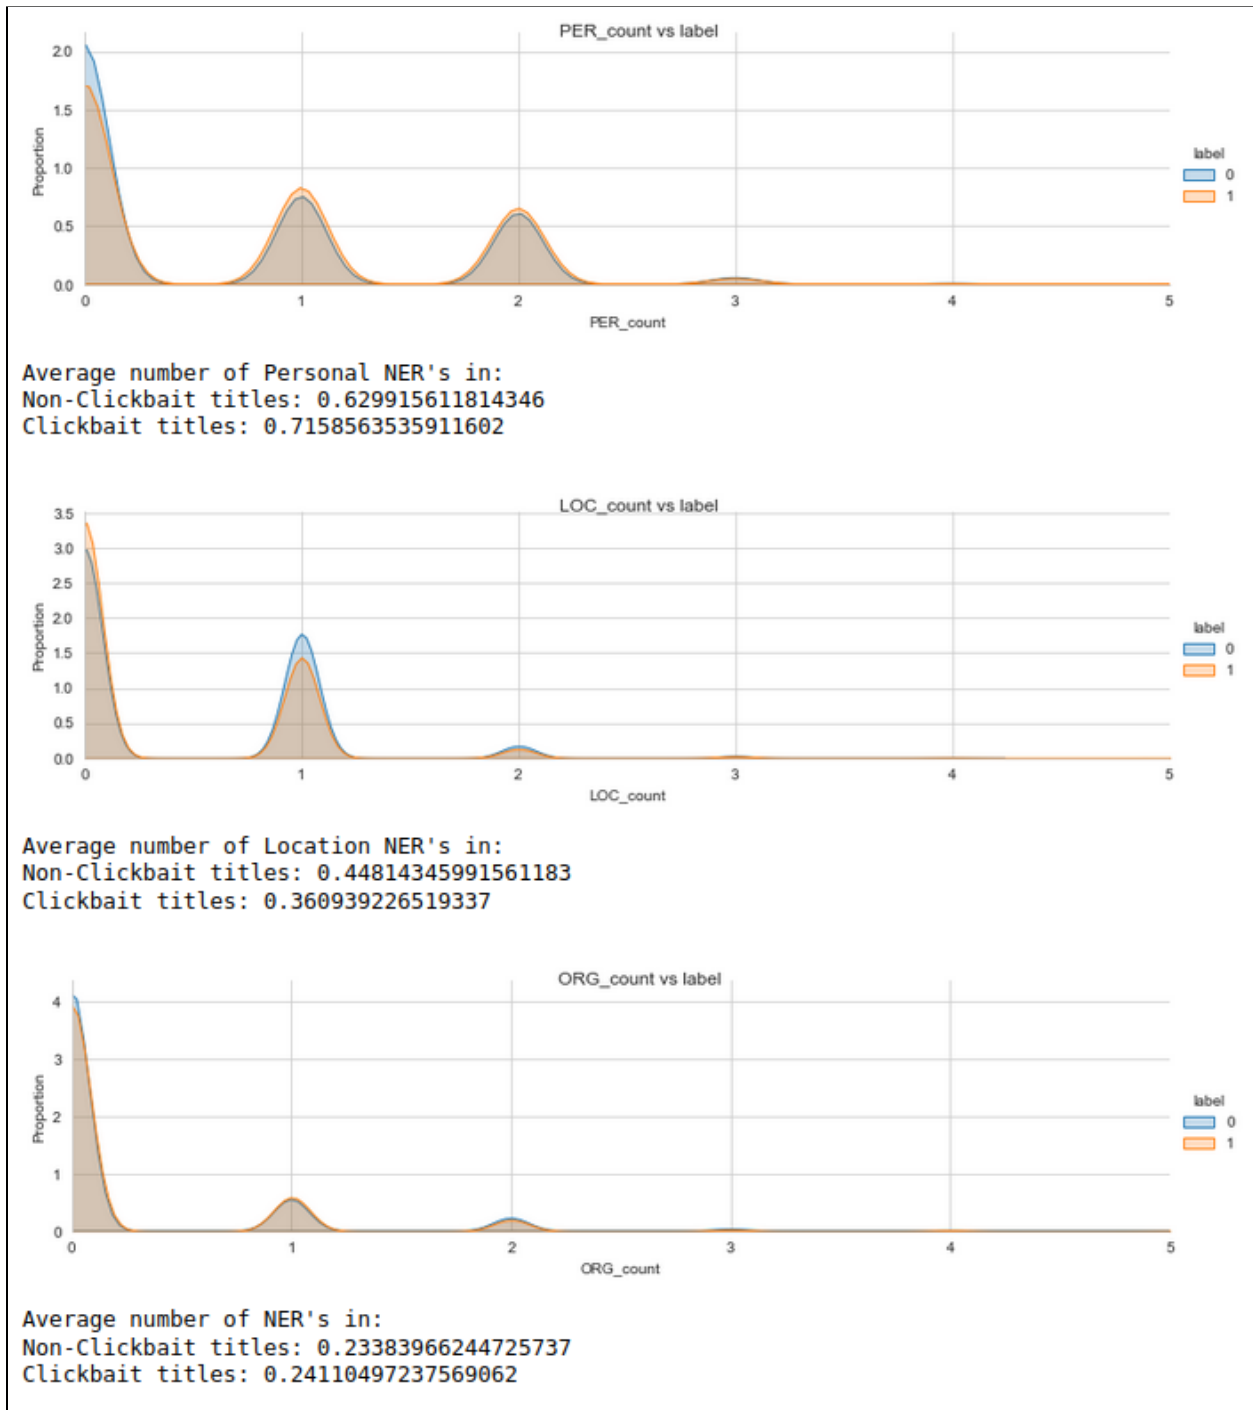 PER_count vs label
2.0
1.5
1.0
0.5
0.0
Proportion
0 1 2 3 4 5
PER_count
label
0
1
Average number of Personal NER's in:
Non-Clickbait titles: 0.629915611814346
Clickbait titles: 0.7158563535911602
LOC_count vs label
3.5
3.0
2.5
2.0
1.5
1.0
0.5
0.0
Proportion
0 1 2 3 4 5
LOC_count
label
0
1
Average number of Location NER's in:
Non-Clickbait titles: 0.44814345991561183
Clickbait titles: 0.360939226519337
ORG_count vs label
4
3
2
1
0
Proportion
0 1 2 3 4 5
ORG_count
label
0
1
Average number of NER's in:
Non-Clickbait titles: 0.23383966244725737
Clickbait titles: 0.24110497237569062